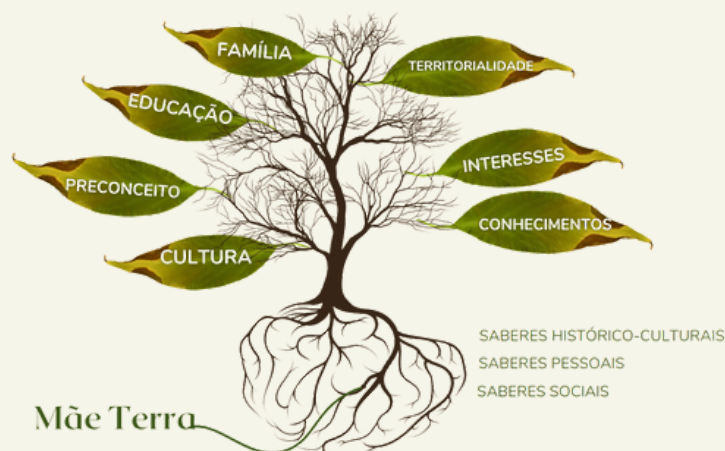 FAMÍLIA
TERRITORIALIDADE
EDUCAÇÃO
INTERESSES
PRECONCEITO
CONHECIMENTOS
CULTURA
SABERES HISTÓRICO-CULTURAIS
SABERES PESSOAIS
SABERES SOCIAIS
Mãe Terra